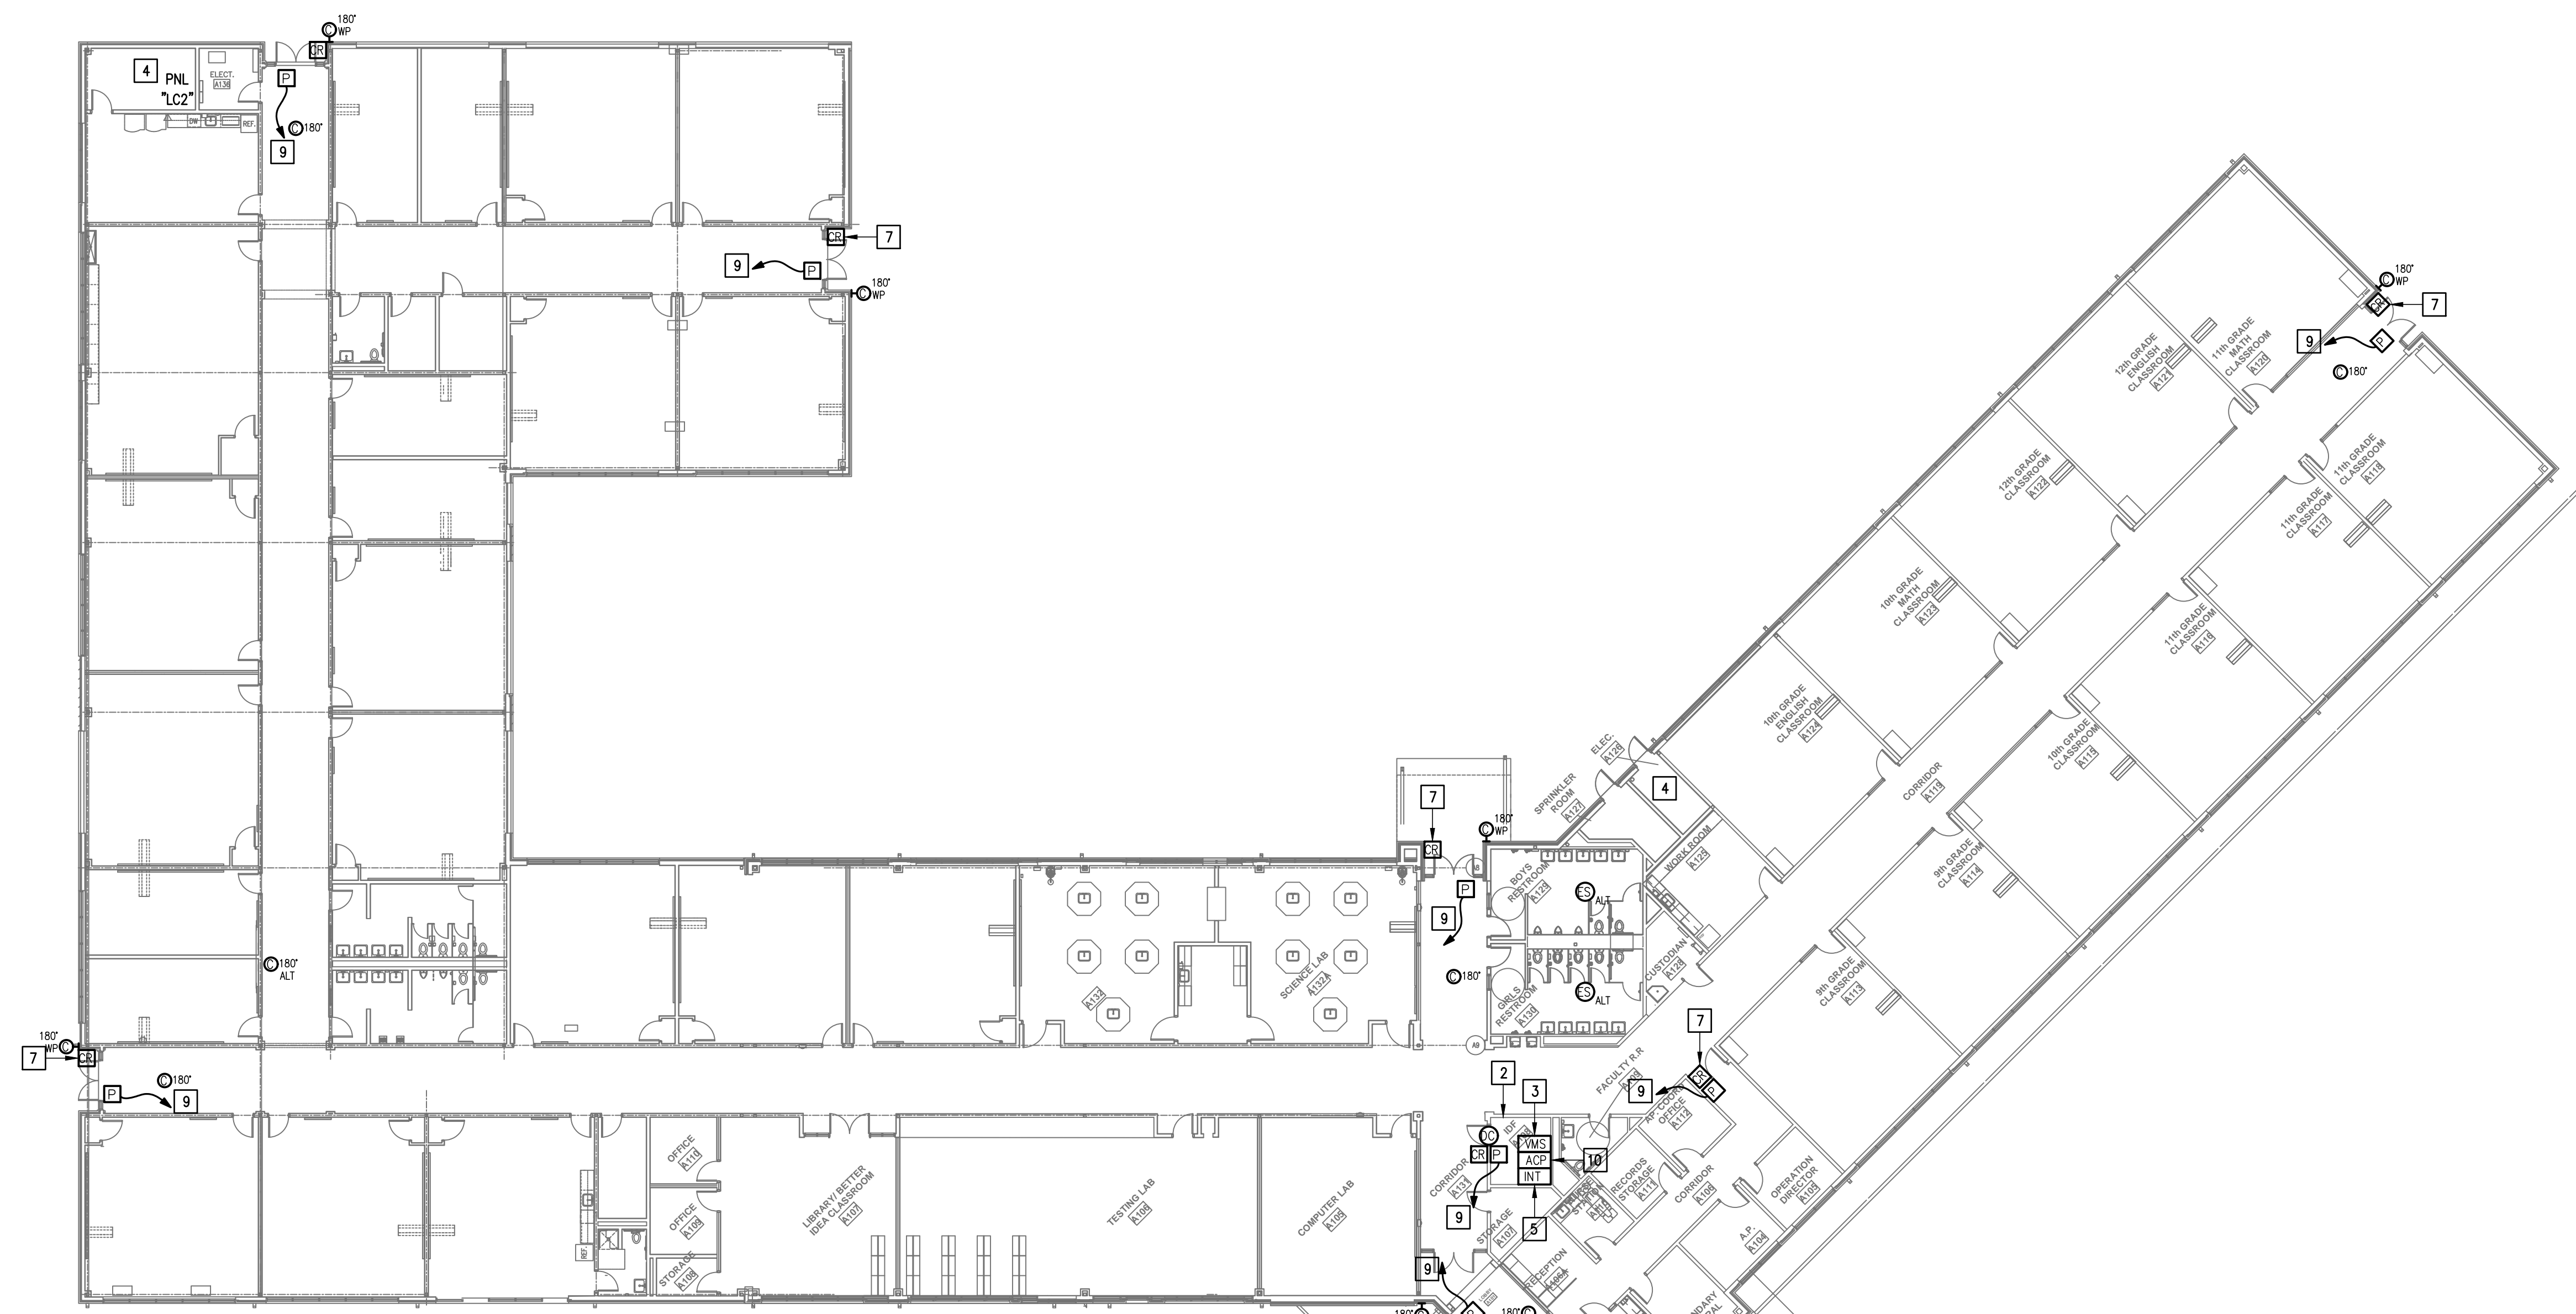 180°
C WP
CR
4 PNL
"LC2"
ELECT.
A136
P
C 180°
DW
REF.
9
CR
7
9
P
180°
C WP
180°
C WP
CR
7
9
P
C 180°
11th GRADE
MATH
CLASSROOM
A120
12th GRADE
ENGLISH
CLASSROOM
A121
11th GRADE
CLASSROOM
A118
12th GRADE
CLASSROOM
A122
11th GRADE
CLASSROOM
A117
10th GRADE
MATH
CLASSROOM
A123
11th GRADE
CLASSROOM
A116
10th GRADE
ENGLISH
CLASSROOM
A124
10th GRADE
CLASSROOM
A115
ELEC.
A126
SPRINKLER
ROOM
A127
4
CORRIDOR
A119
7
CR
180°
C WP
P
9
BOYS
RESTROOM
A129
WORK ROOM
A125
9th GRADE
CLASSROOM
A114
ES
ALT
C 180°
CUSTODIAN
A128
ES
ALT
GIRLS
RESTROOM
A130
9th GRADE
CLASSROOM
A113
SCIENCE LAB
A132A
A132
C 180°
ALT
180°
WP C
7
CR
P
C 180°
9
A9
2
3
7
CR
P
9
FACULTY R.R
AP. COORD
OFFICE
A112
DC
CR
P
IDF
VMS
ACP
INT
10
5
9
CORRIDOR
A131
STORAGE
A107
RECORDS
STORAGE
A111
CORRIDOR
A106
OPERATION
DIRECTOR
A105
A.P.
A104
RECEPTION
OFFICE
A110
OFFICE
A109
STORAGE
A108
REF.
LIBRARY/ BETTER
IDEA CLASSROOM
A107
TESTING LAB
A106
COMPUTER LAB
A105
9
P
LOBBY
180°
C
180°
C